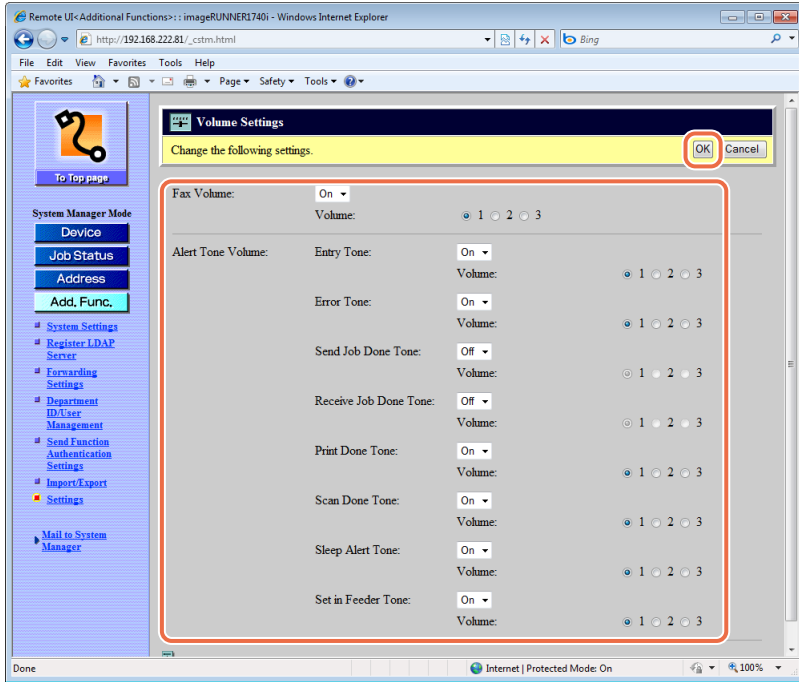 Remote UI<Additional Functions>: : imageRUNNER1740i - Windows Internet Explorer
http://192.168.222.81/_cstm.html
Bing
File Edit View Favorites Tools Help
Favorites Page Safety Tools
To Top page
Volume Settings
Change the following settings.
OK Cancel
System Manager Mode
Device
Job Status
Address
Add. Func.
System Settings
Register LDAP
Server
Forwarding
Settings
Department
ID/User
Management
Send Function
Authentication
Settings
Import/Export
Settings
Mail to System
Manager
Fax Volume: On
Volume: 1 2 3
Alert Tone Volume: Entry Tone: On
Volume: 1 2 3
Error Tone: On
Volume: 1 2 3
Send Job Done Tone: Off
Volume: 1 2 3
Receive Job Done Tone: Off
Volume: 1 2 3
Print Done Tone: On
Volume: 1 2 3
Scan Done Tone: On
Volume: 1 2 3
Sleep Alert Tone: On
Volume: 1 2 3
Set in Feeder Tone: On
Volume: 1 2 3
Done Internet | Protected Mode: On 100%